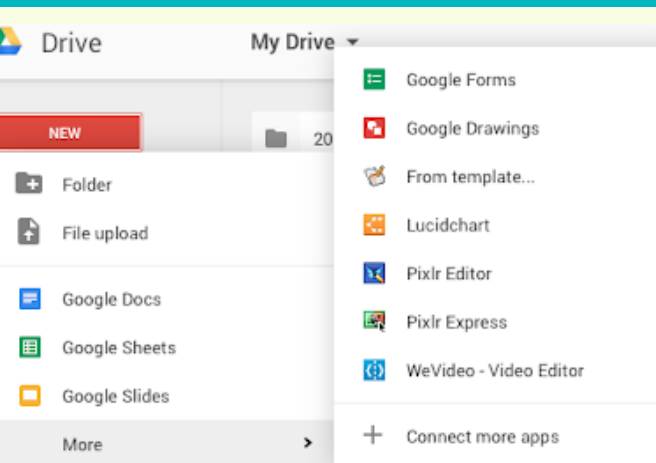 Drive
My Drive
NEW
20
Folder
File upload
Google Docs
Google Sheets
Google Slides
More
Google Forms
Google Drawings
From template...
Lucidchart
Pixlr Editor
Pixlr Express
WeVideo - Video Editor
Connect more apps